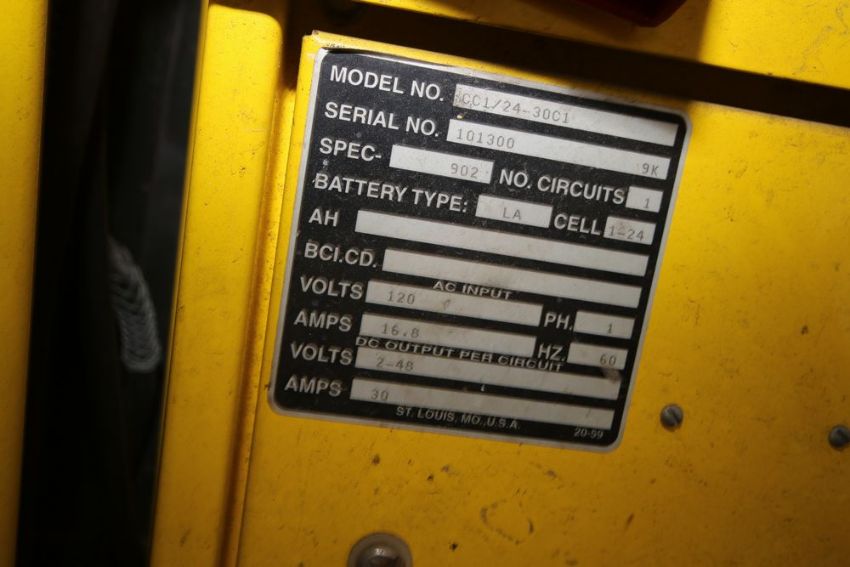 MODEL NO. SCC1/24-30C1
SERIAL NO. 101300 9K
SPEC- 902 NO. CIRCUITS 1
BATTERY TYPE: LA CELL 1-24
AH
BCI.CD.
AC INPUT
VOLTS 120 PH. 1
AMPS 16.8 HZ. 60
DC OUTPUT PER CIRCUIT
VOLTS 2-48
AMPS 30
ST. LOUIS, MO., U.S.A.
20-99